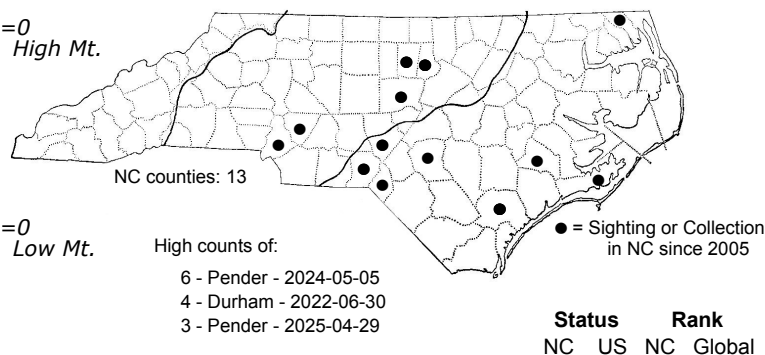 =0
High Mt.
NC counties: 13
=0
Low Mt.
High counts of:
6 - Pender - 2024-05-05
4 - Durham - 2022-06-30
3 - Pender - 2025-04-29
● = Sighting or Collection
in NC since 2005
Status Rank
NC US NC Global